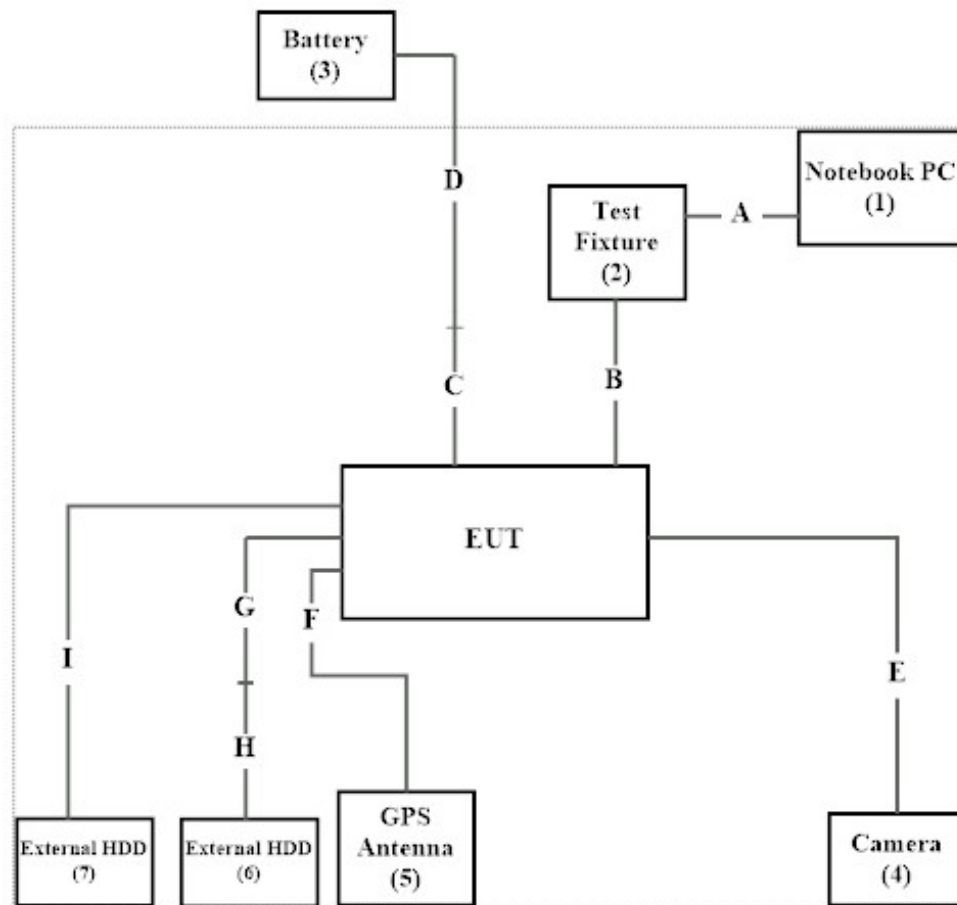 Battery
(3)
D
Notebook PC
(1)
Test
Fixture
(2)
A
C
B
EUT
G
F
I
E
H
External HDD
(7)
External HDD
(6)
GPS
Antenna
(5)
Camera
(4)